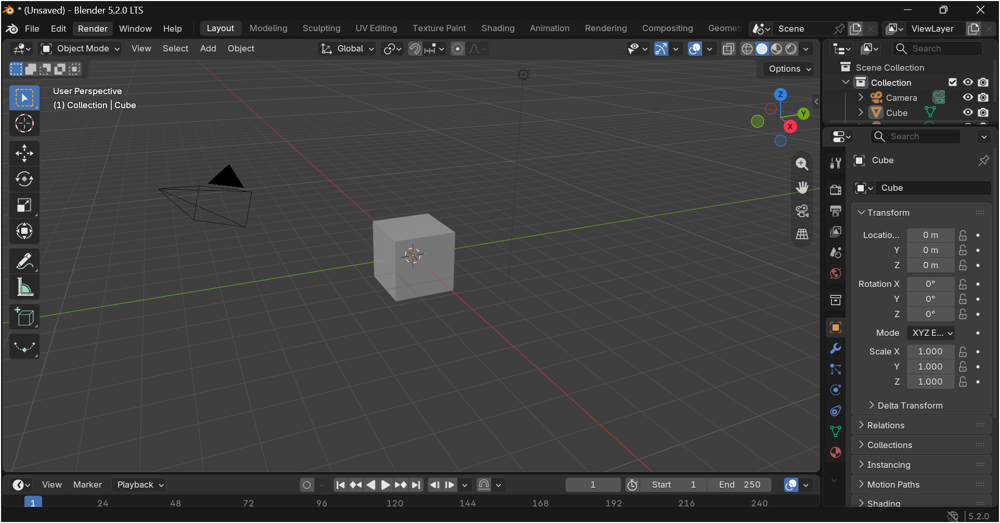 * (Unsaved) - Blender 5.2.0 LTS
File Edit Render Window Help Layout Modeling Sculpting UV Editing Texture Paint Shading Animation Rendering Compositing Scene ViewLayer
Object Mode View Select Add Object Global Search
Options
Scene Collection
Collection
Camera
Cube
User Perspective
(1) Collection | Cube
Z
Y
X
Search
Cube
Cube
Transform
Locatio... 0 m
Y 0 m
Z 0 m
Rotation X 0°
Y 0°
Z 0°
Mode XYZ E...
Scale X 1.000
Y 1.000
Z 1.000
Delta Transform
Relations
Collections
Instancing
Motion Paths
Shading
View Marker Playback 1 Start 1 End 250
1 24 48 72 96 120 144 168 192 216 240
5.2.0